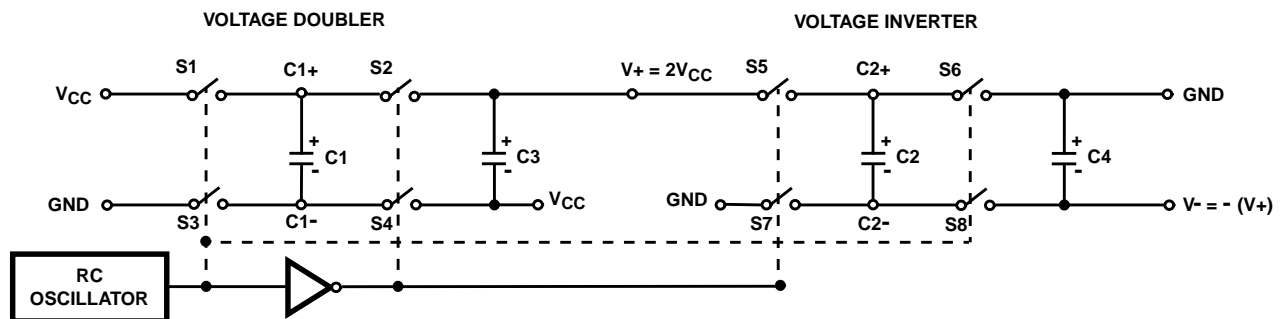 VOLTAGE DOUBLER
VOLTAGE INVERTER
S1 C1+ S2 V+ = 2VCC S5 C2+ S6
VCC GND
+ C1 - + C3 - + C2 - + C4 -
GND S3 C1- S4 VCC GND S7 C2- S8 V- = - (V+)
RC
OSCILLATOR